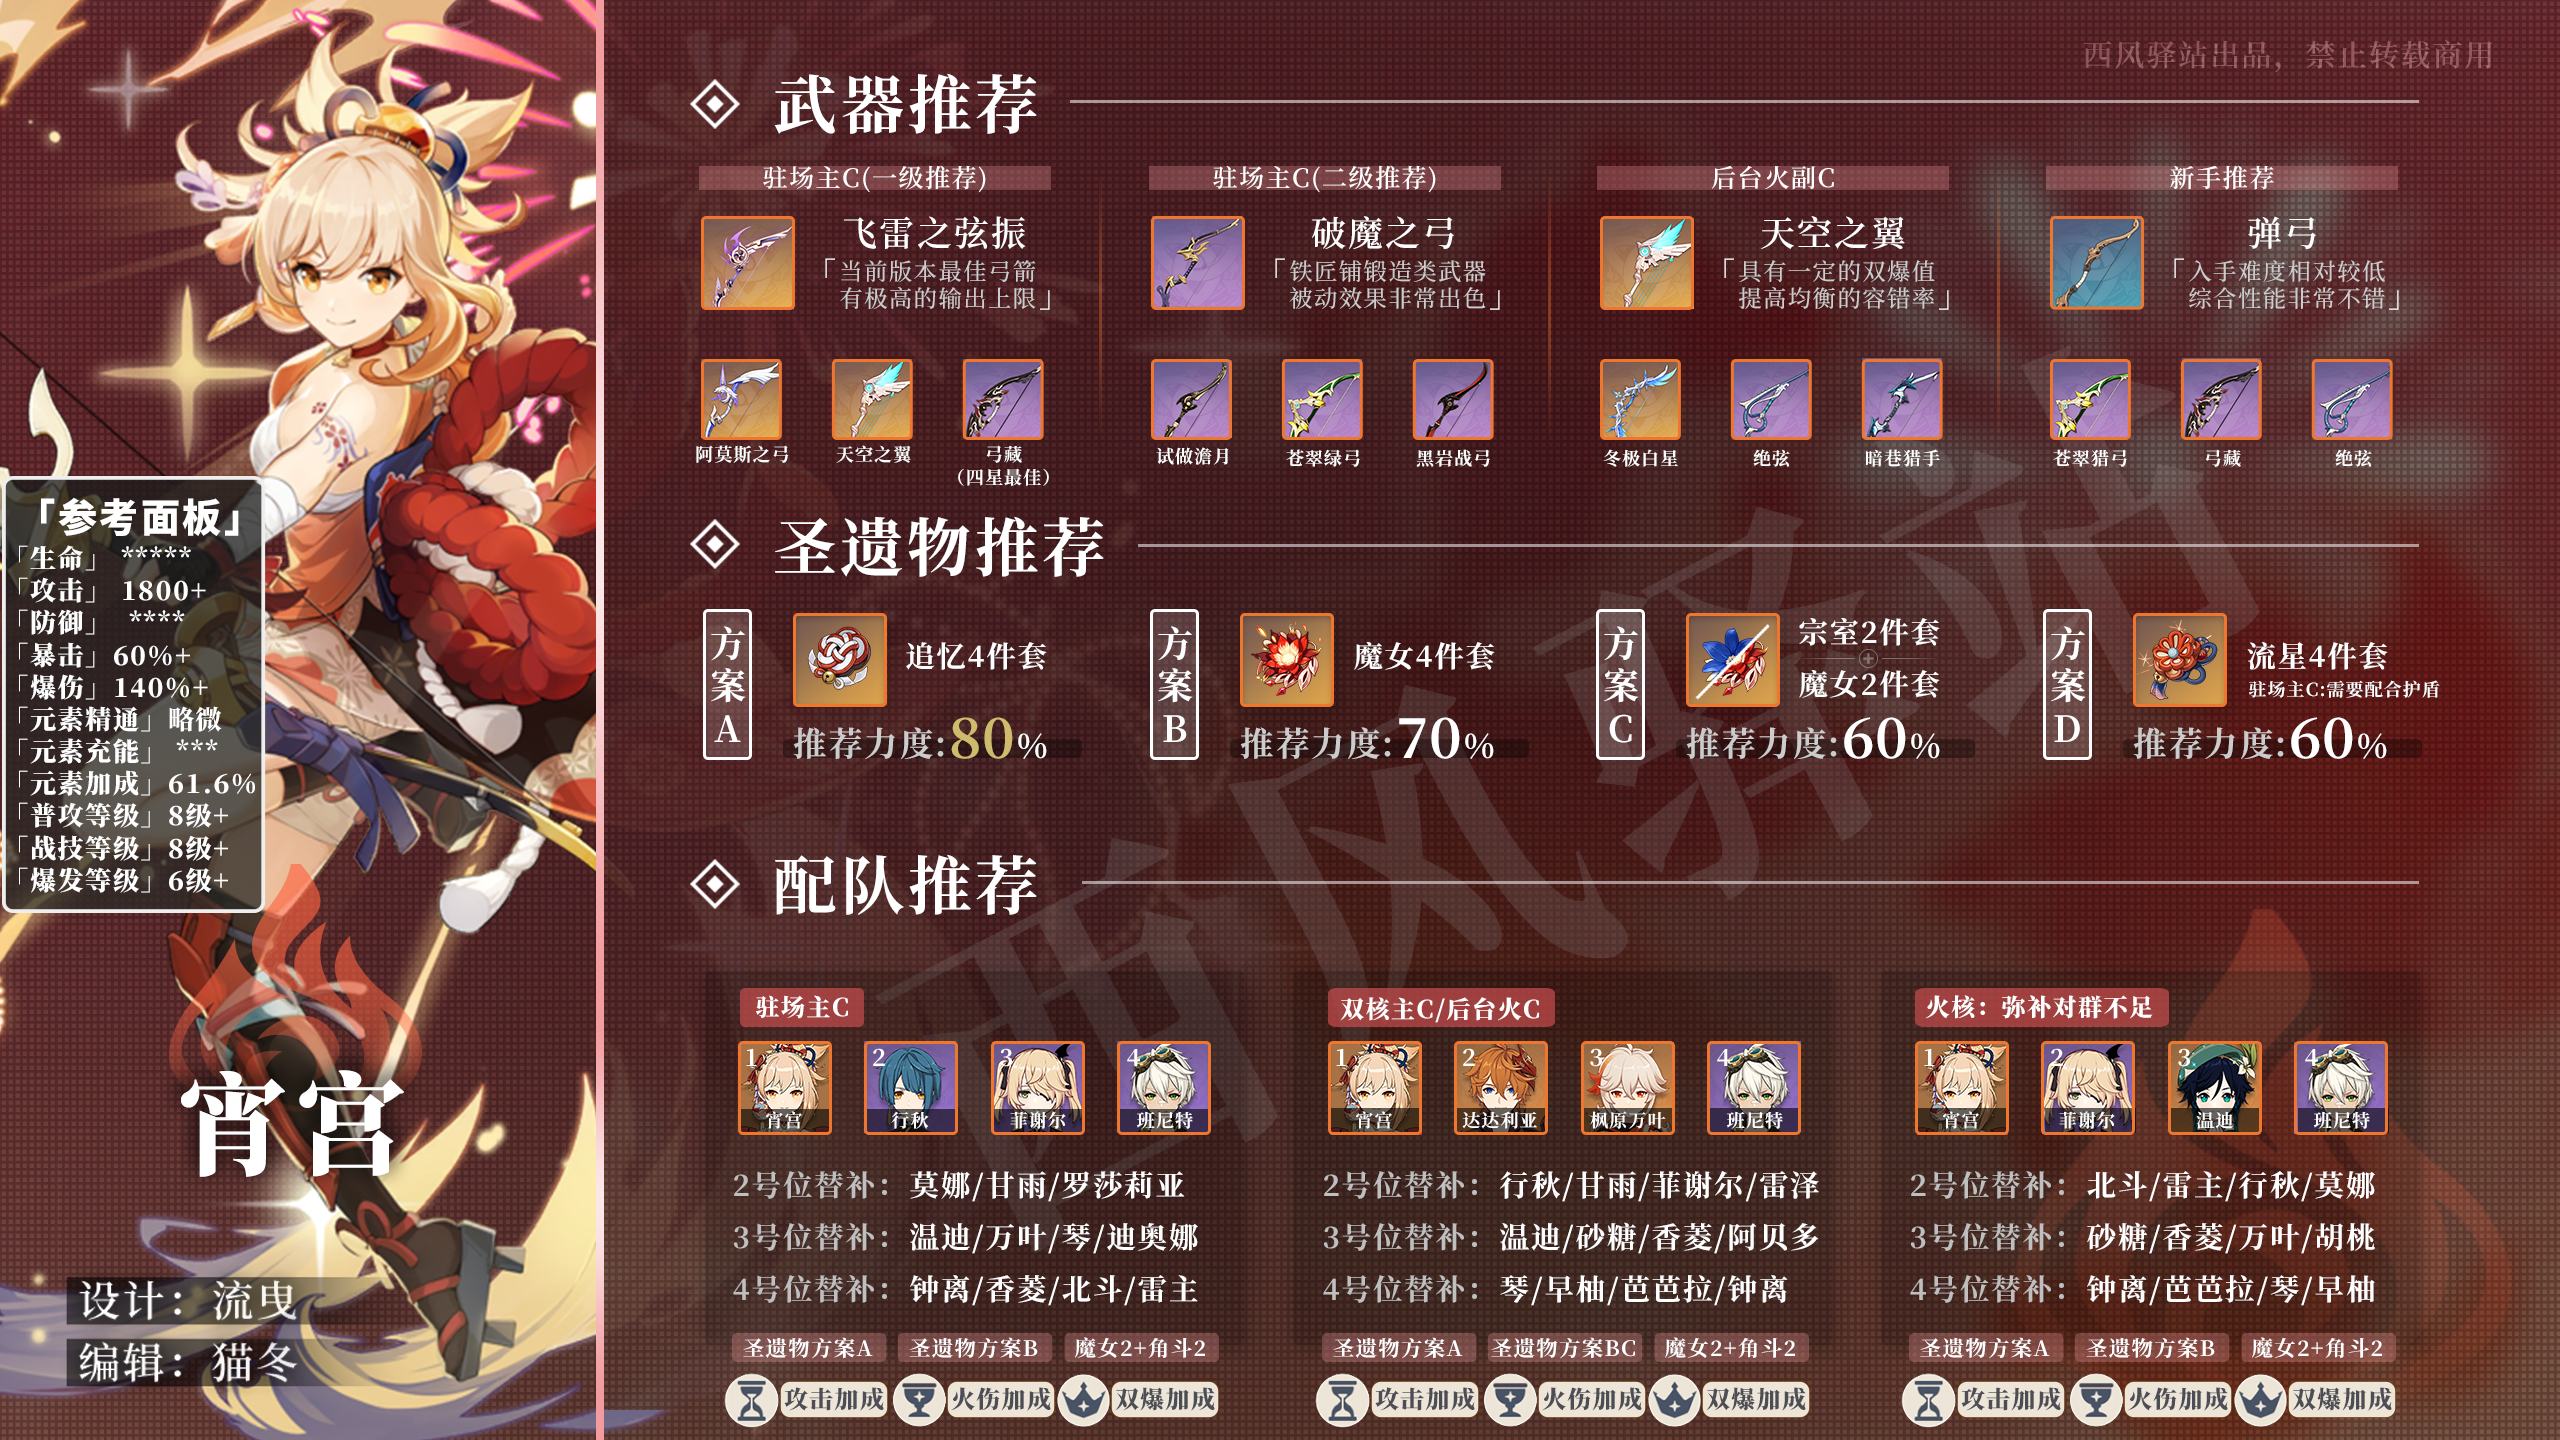 西风驿站出品，禁止转载商用
武器推荐
驻场主C(一级推荐)
飞雷之弦振
「当前版本最佳弓箭
有极高的输出上限」
阿莫斯之弓
天空之翼
弓藏
（四星最佳）
驻场主C(二级推荐)
破魔之弓
「铁匠铺锻造类武器
被动效果非常出色」
试做澹月
苍翠绿弓
黑岩战弓
后台火副C
天空之翼
「具有一定的双爆值
提高均衡的容错率」
冬极白星
绝弦
暗巷猎手
新手推荐
弹弓
「入手难度相对较低
综合性能非常不错」
苍翠猎弓
弓藏
绝弦
圣遗物推荐
方案A
追忆4件套
推荐力度:80%
方案B
魔女4件套
推荐力度:70%
方案C
宗室2件套
魔女2件套
推荐力度:60%
方案D
流星4件套
驻场主C:需要配合护盾
推荐力度:60%
配队推荐
驻场主C
1 宵宫
2 行秋
3 菲谢尔
4 班尼特
2号位替补：莫娜/甘雨/罗莎莉亚
3号位替补：温迪/万叶/琴/迪奥娜
4号位替补：钟离/香菱/北斗/雷主
圣遗物方案A
圣遗物方案B
魔女2+角斗2
攻击加成
火伤加成
双爆加成
双核主C/后台火C
1 宵宫
2 达达利亚
3 枫原万叶
4 班尼特
2号位替补：行秋/甘雨/菲谢尔/雷泽
3号位替补：温迪/砂糖/香菱/阿贝多
4号位替补：琴/早柚/芭芭拉/钟离
圣遗物方案A
圣遗物方案BC
魔女2+角斗2
攻击加成
火伤加成
双爆加成
火核：弥补对群不足
1 宵宫
2 菲谢尔
3 温迪
4 班尼特
2号位替补：北斗/雷主/行秋/莫娜
3号位替补：砂糖/香菱/万叶/胡桃
4号位替补：钟离/芭芭拉/琴/早柚
圣遗物方案A
圣遗物方案B
魔女2+角斗2
攻击加成
火伤加成
双爆加成
「参考面板」
「生命」 *****
「攻击」 1800+
「防御」 ****
「暴击」60%+
「爆伤」140%+
「元素精通」略微
「元素充能」 ***
「元素加成」61.6%
「普攻等级」8级+
「战技等级」8级+
「爆发等级」6级+
宵宫
设计：流曳
编辑：猫冬
西风驿站